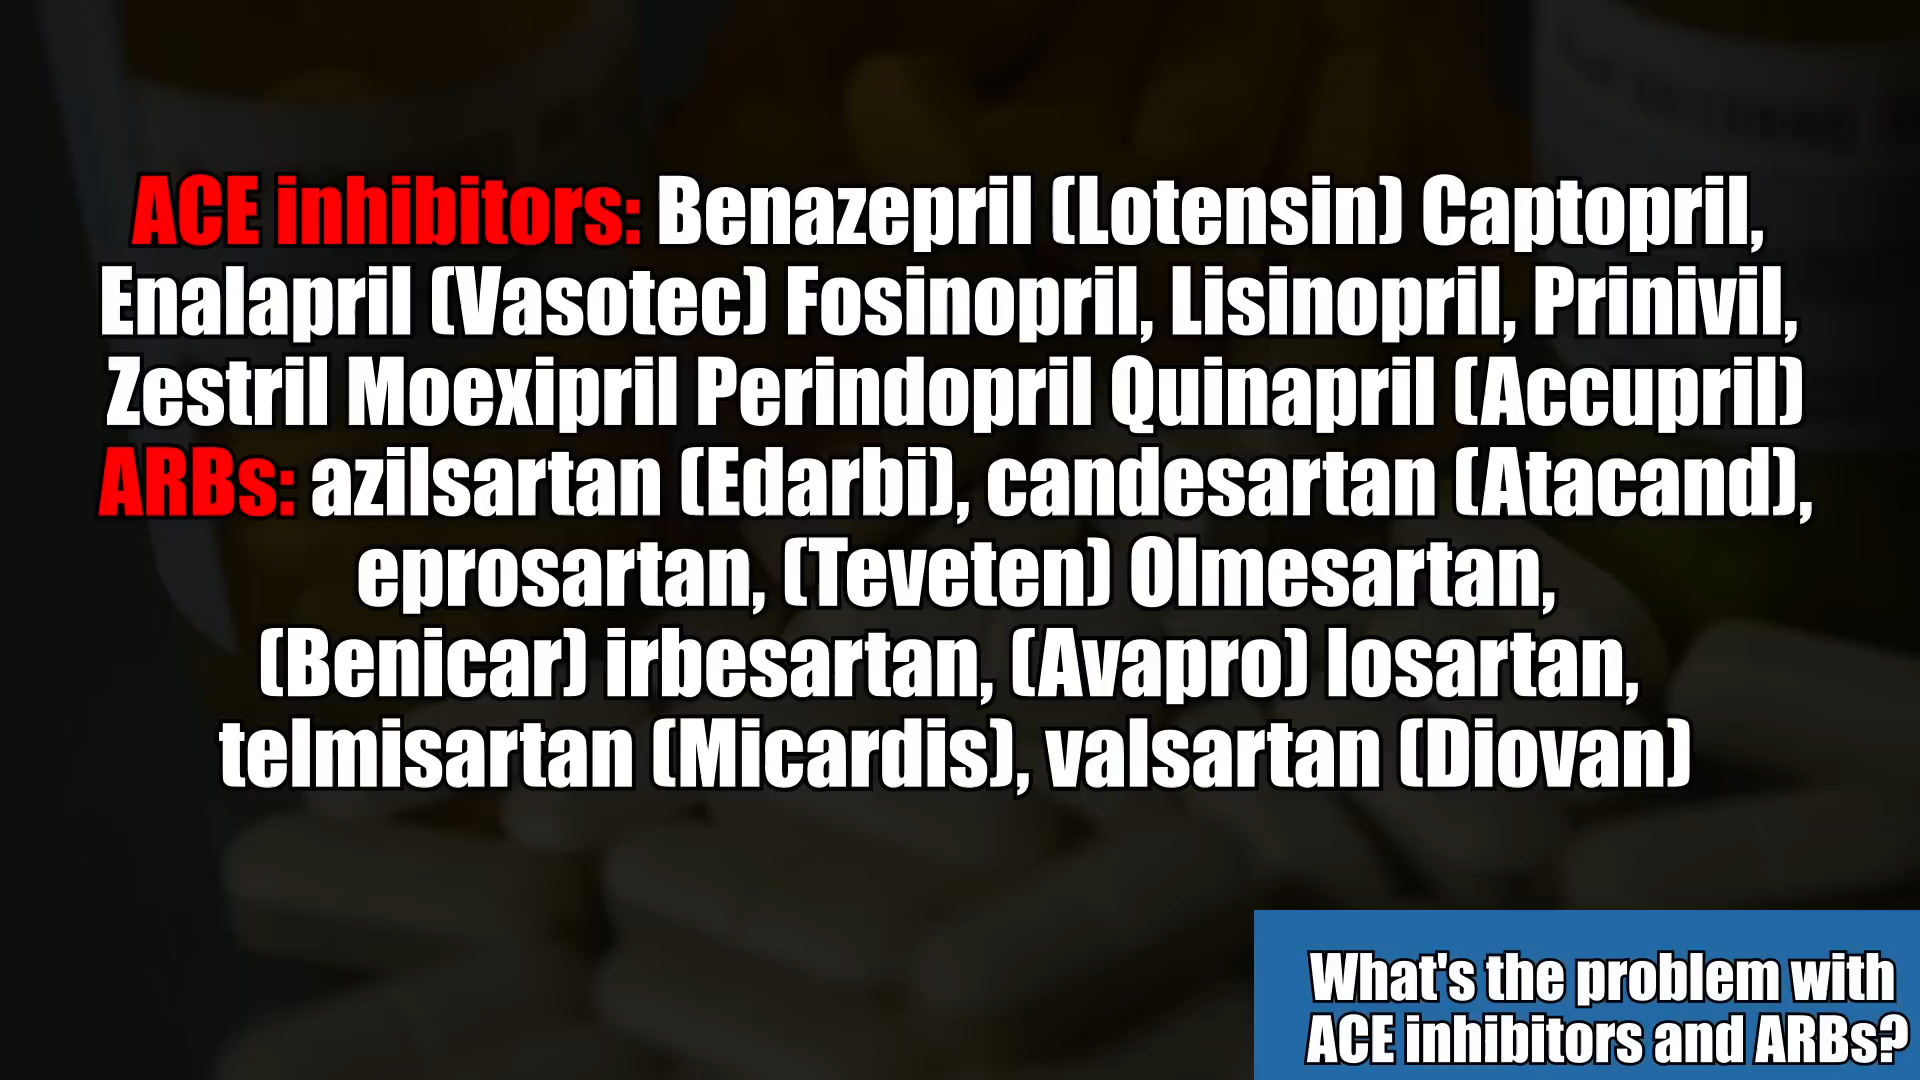 ACE inhibitors: Benazepril (Lotensin) Captopril,
Enalapril (Vasotec) Fosinopril, Lisinopril, Prinivil,
Zestril Moexipril Perindopril Quinapril (Accupril)
ARBs: azilsartan (Edarbi), candesartan (Atacand),
eprosartan, (Teveten) Olmesartan,
(Benicar) irbesartan, (Avapro) losartan,
telmisartan (Micardis), valsartan (Diovan)
What's the problem with
ACE inhibitors and ARBs?